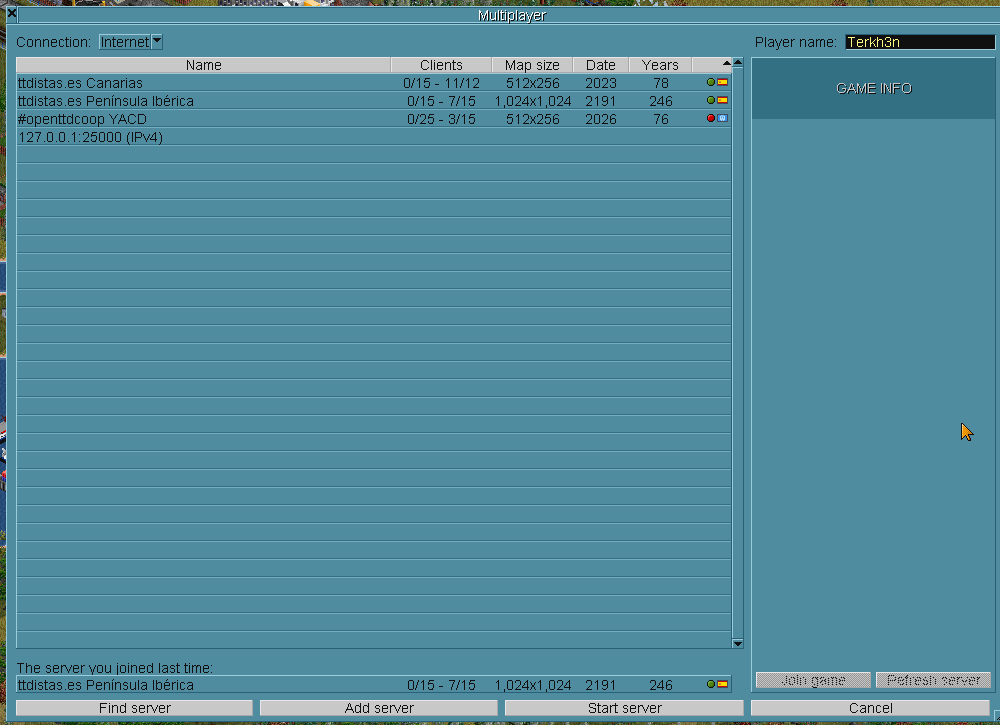 Multiplayer
Connection: Internet Player name: Terkh3n
Name Clients Map size Date Years
ttdistas.es Canarias 0/15 - 11/12 512x256 2023 78
ttdistas.es Península Ibérica 0/15 - 7/15 1,024x1,024 2191 246
#openttdcoop YACD 0/25 - 3/15 512x256 2026 76
127.0.0.1:25000 (IPv4)
GAME INFO
The server you joined last time:
ttdistas.es Península Ibérica 0/15 - 7/15 1,024x1,024 2191 246
Join game Refresh server
Find server Add server Start server Cancel